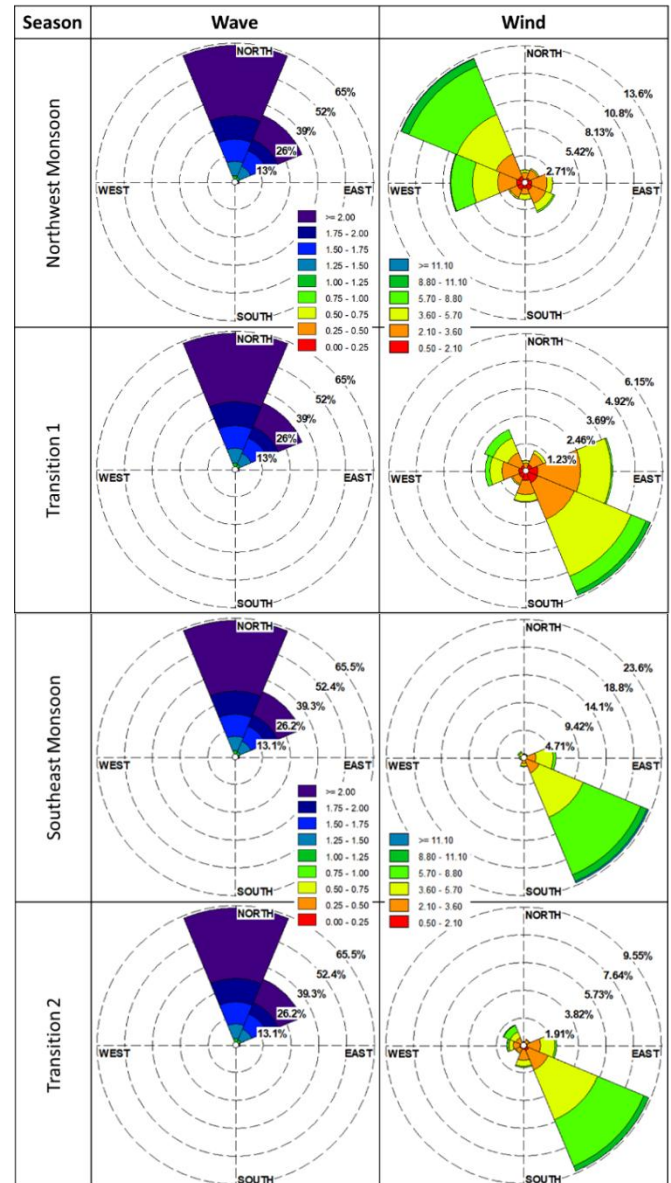 Season Wave Wind
Northwest Monsoon
NORTH
65%
52%
39%
26%
13%
WEST EAST
SOUTH
>= 2.00
1.75 - 2.00
1.50 - 1.75
1.25 - 1.50
1.00 - 1.25
0.75 - 1.00
0.50 - 0.75
0.25 - 0.50
0.00 - 0.25
NORTH
13.6%
10.8%
8.13%
5.42%
2.71%
WEST EAST
SOUTH
>= 11.10
8.80 - 11.10
5.70 - 8.80
3.60 - 5.70
2.10 - 3.60
0.50 - 2.10
Transition 1
NORTH
65%
52%
39%
26%
13%
WEST EAST
SOUTH
NORTH
6.15%
4.92%
3.69%
2.46%
1.23%
WEST EAST
SOUTH
Southeast Monsoon
NORTH
65.5%
52.4%
39.3%
26.2%
13.1%
WEST EAST
SOUTH
>= 2.00
1.75 - 2.00
1.50 - 1.75
1.25 - 1.50
1.00 - 1.25
0.75 - 1.00
0.50 - 0.75
0.25 - 0.50
0.00 - 0.25
NORTH
23.6%
18.8%
14.1%
9.42%
4.71%
WEST EAST
SOUTH
>= 11.10
8.80 - 11.10
5.70 - 8.80
3.60 - 5.70
2.10 - 3.60
0.50 - 2.10
Transition 2
NORTH
65.5%
52.4%
39.3%
26.2%
13.1%
WEST EAST
SOUTH
NORTH
9.55%
7.64%
5.73%
3.82%
1.91%
WEST EAST
SOUTH